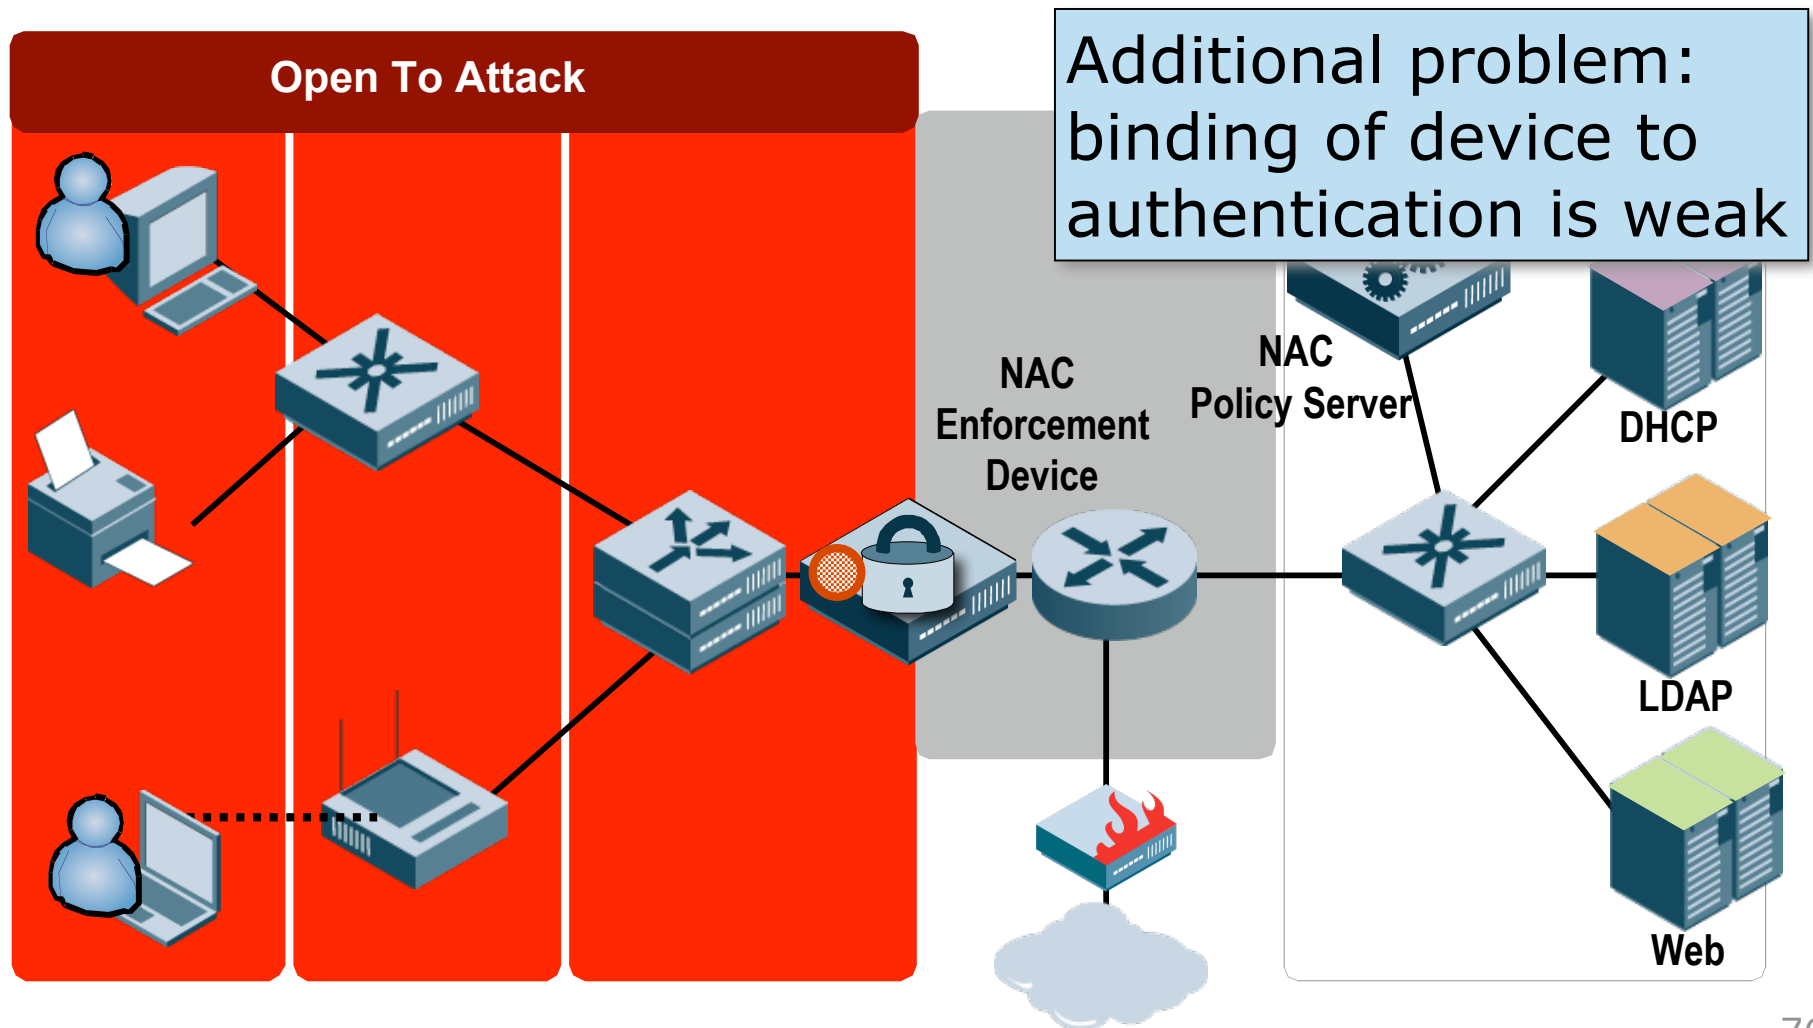 Open To Attack
Additional problem:
binding of device to
authentication is weak
NAC
Enforcement
Device
NAC
Policy Server
DHCP
LDAP
Web